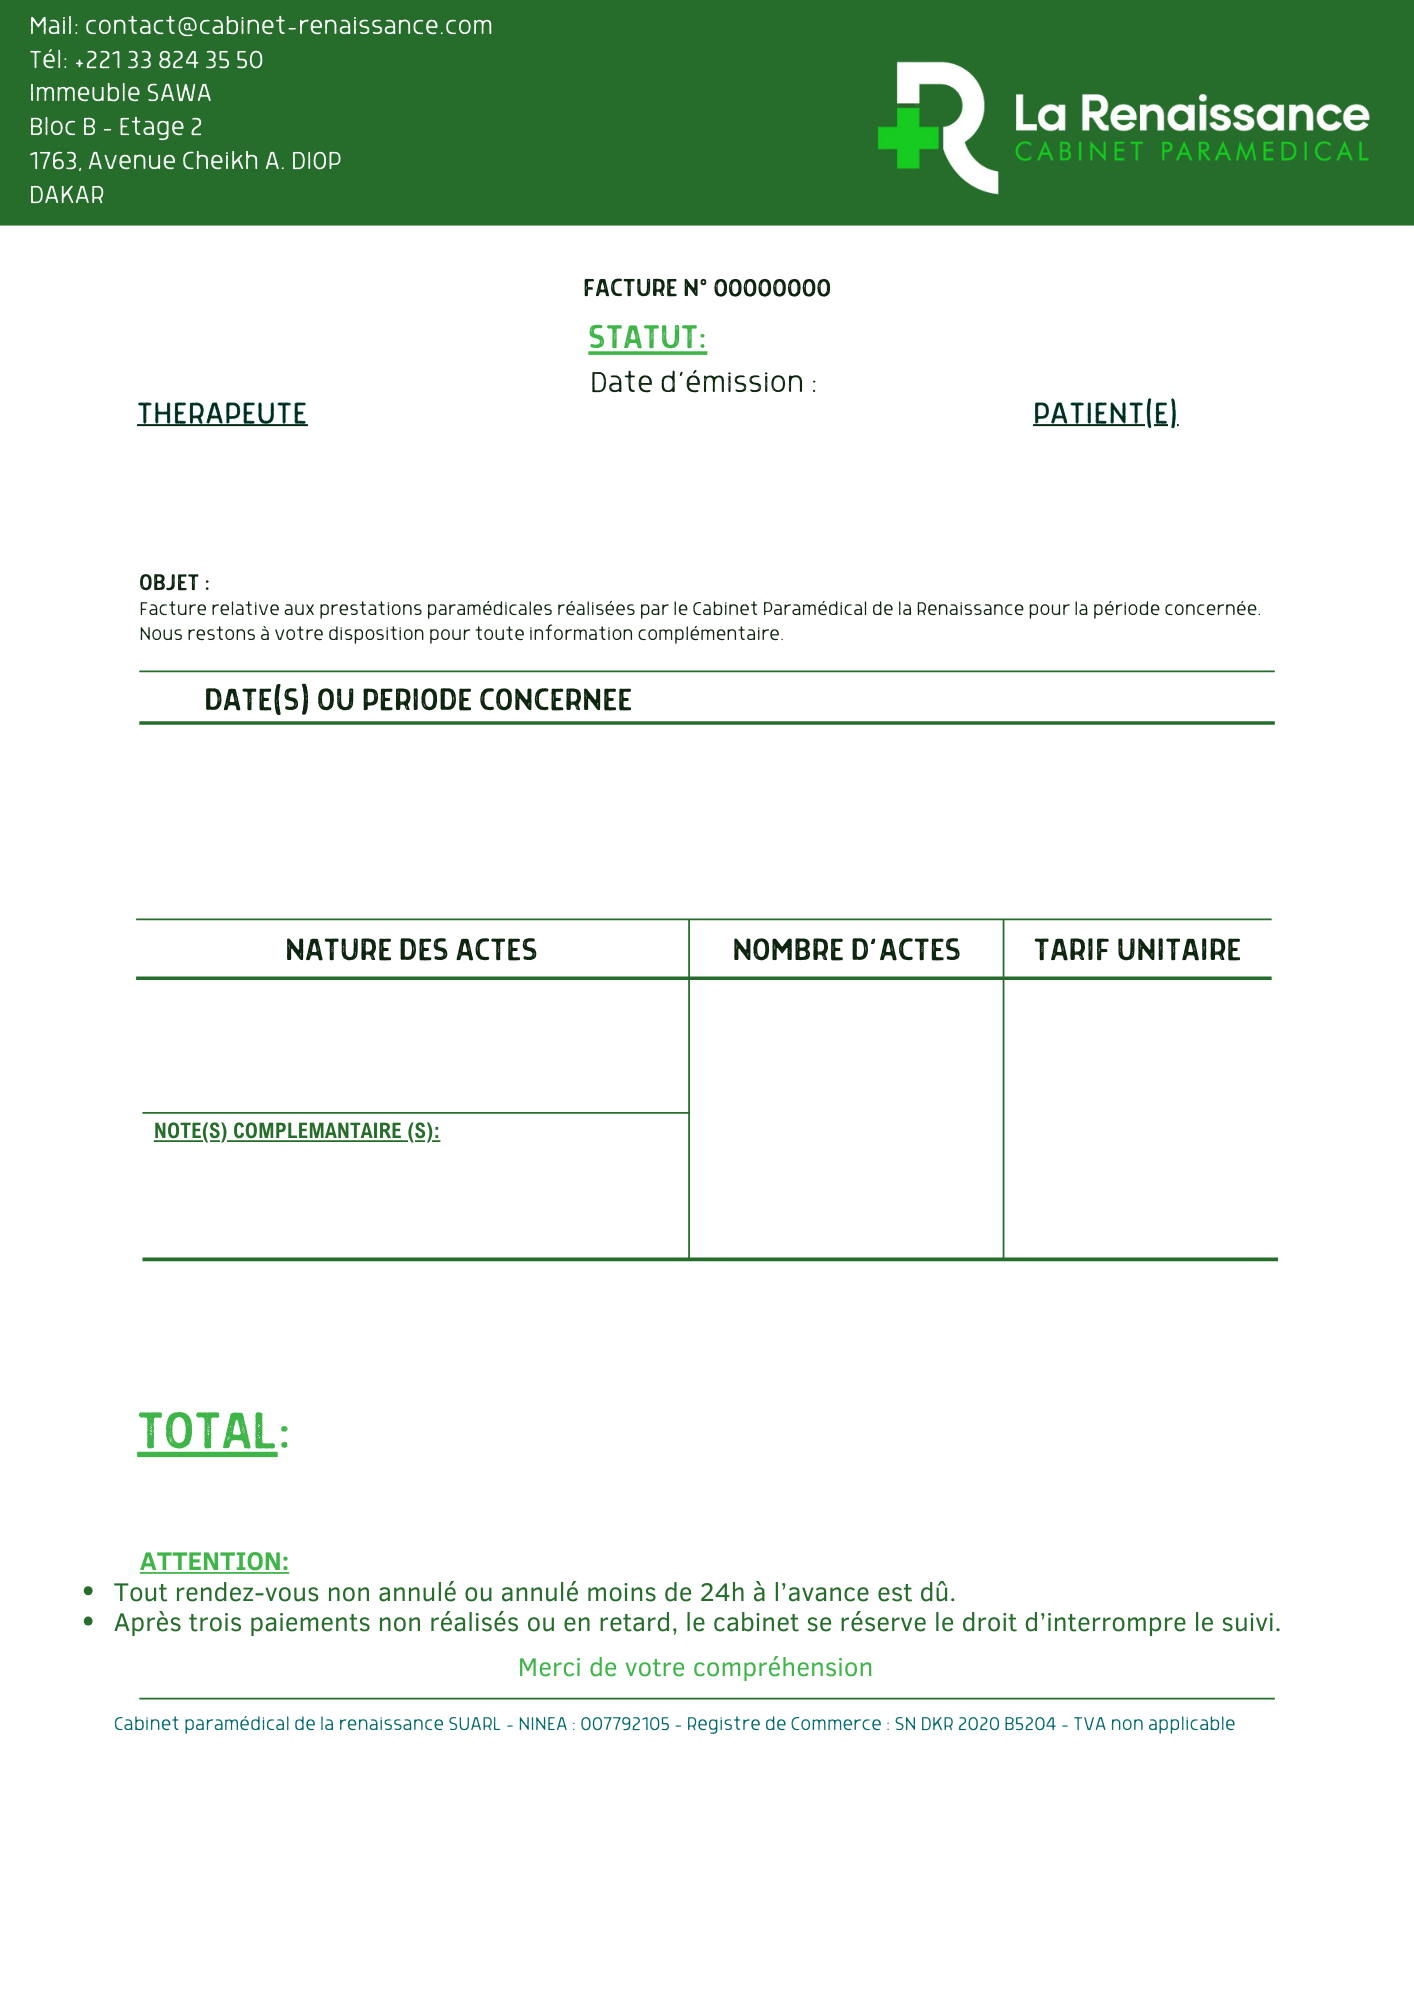 Mail: contact@cabinet-renaissance.com
Tél: +221 33 824 35 50
Immeuble SAWA
Bloc B - Etage 2
1763, Avenue Cheikh A. DIOP
DAKAR
La Renaissance
CABINET PARAMEDICAL
FACTURE N° 00000000
STATUT:
Date d'émission :
THERAPEUTE
PATIENT(E)
OBJET :
Facture relative aux prestations paramédicales réalisées par le Cabinet Paramédical de la Renaissance pour la période concernée.
Nous restons à votre disposition pour toute information complémentaire.
DATE(S) OU PERIODE CONCERNEE
NATURE DES ACTES
NOMBRE D'ACTES
TARIF UNITAIRE
NOTE(S) COMPLEMANTAIRE (S):
TOTAL:
ATTENTION:
• Tout rendez-vous non annulé ou annulé moins de 24h à l’avance est dû.
• Après trois paiements non réalisés ou en retard, le cabinet se réserve le droit d’interrompre le suivi.
Merci de votre compréhension
Cabinet paramédical de la renaissance SUARL - NINEA : 007792105 - Registre de Commerce : SN DKR 2020 B5204 - TVA non applicable